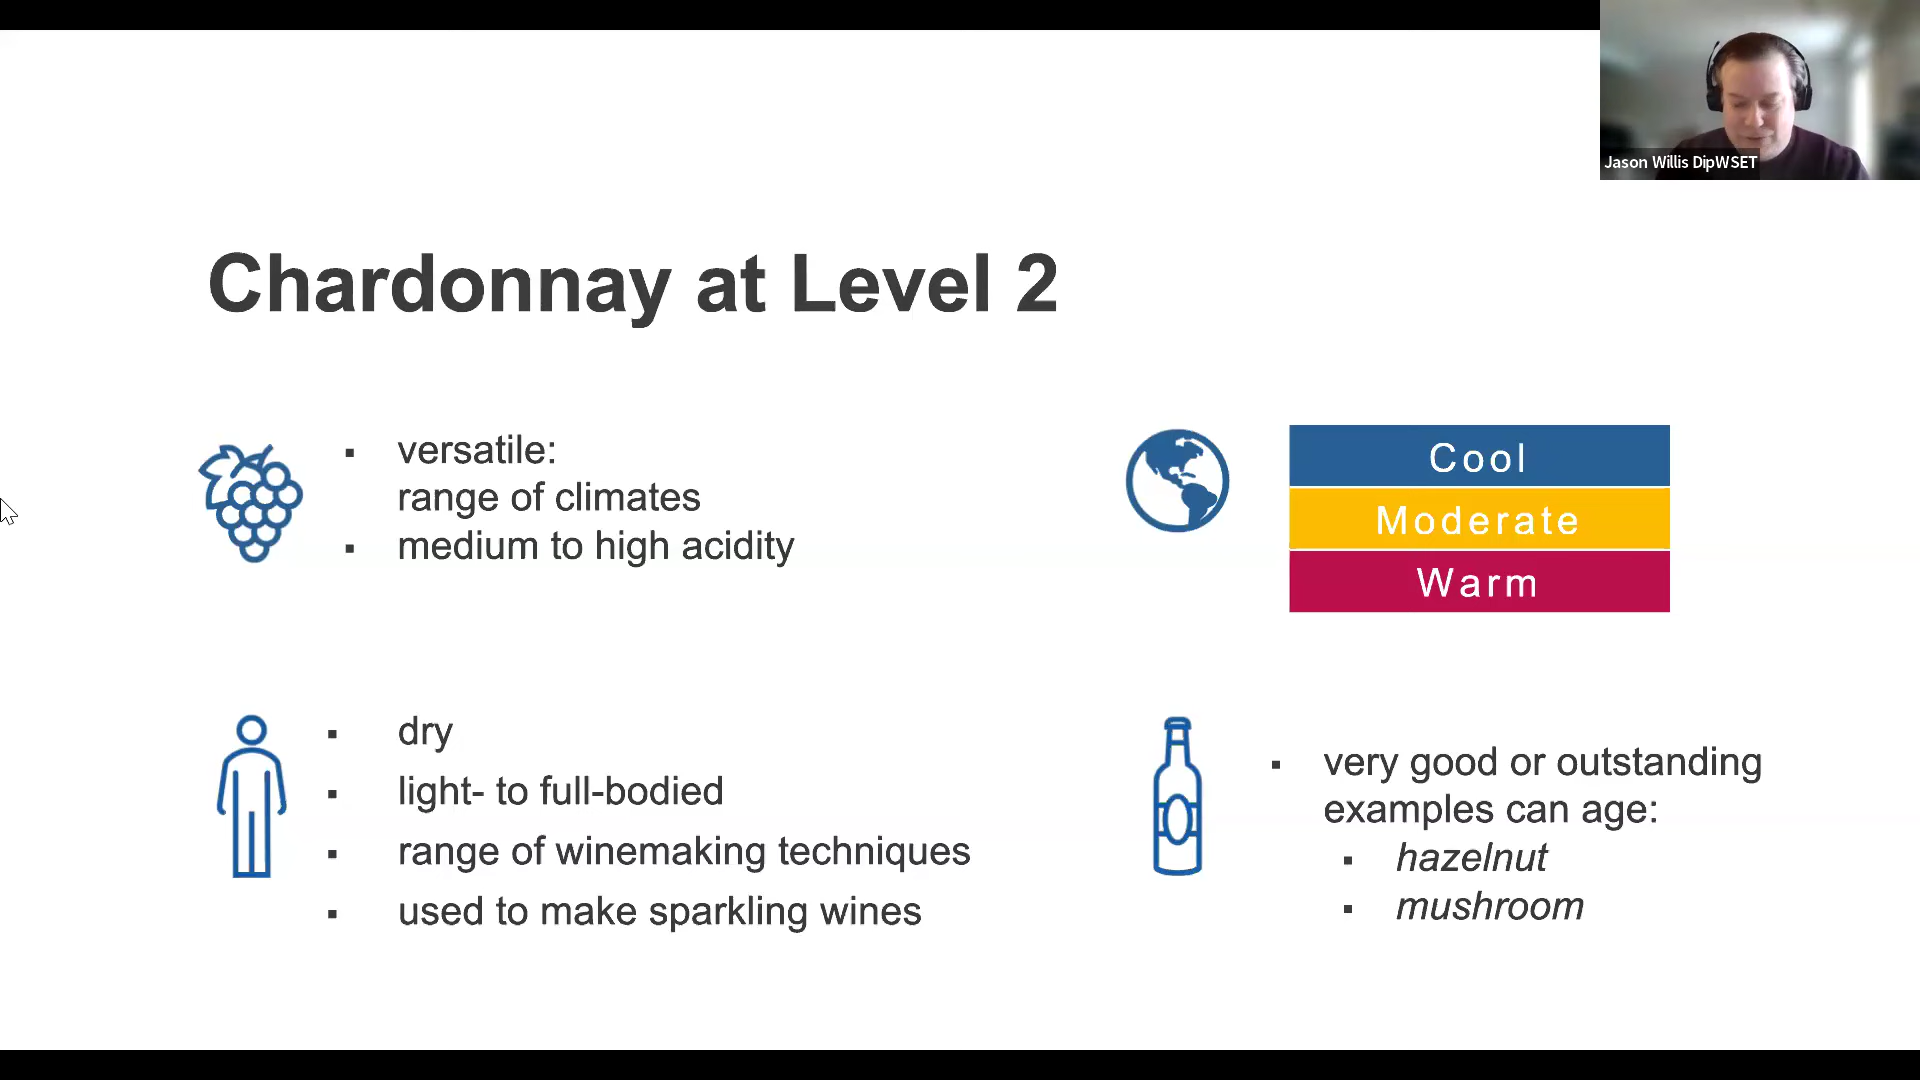 Jason Willis DipWSET
Chardonnay at Level 2
▪ versatile:
range of climates
▪ medium to high acidity
Cool
Moderate
Warm
▪ dry
▪ light- to full-bodied
▪ range of winemaking techniques
▪ used to make sparkling wines
▪ very good or outstanding
examples can age:
▪ hazelnut
▪ mushroom